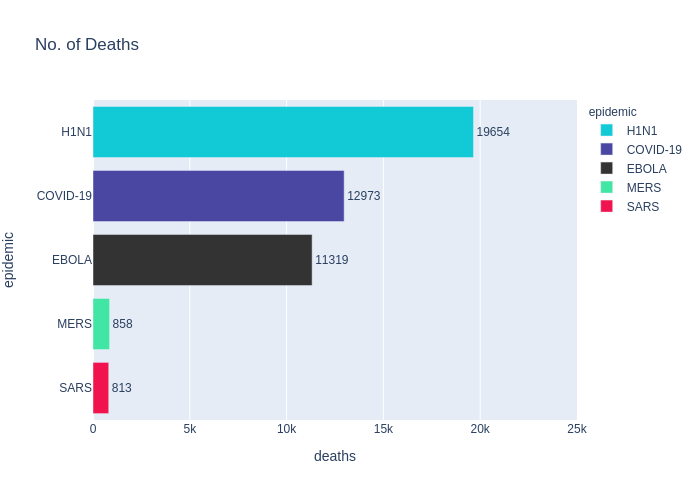 No. of Deaths
epidemic
H1N1
19654
COVID-19
12973
EBOLA
11319
MERS
858
SARS
813
0 5k 10k 15k 20k 25k
deaths
epidemic
H1N1
COVID-19
EBOLA
MERS
SARS